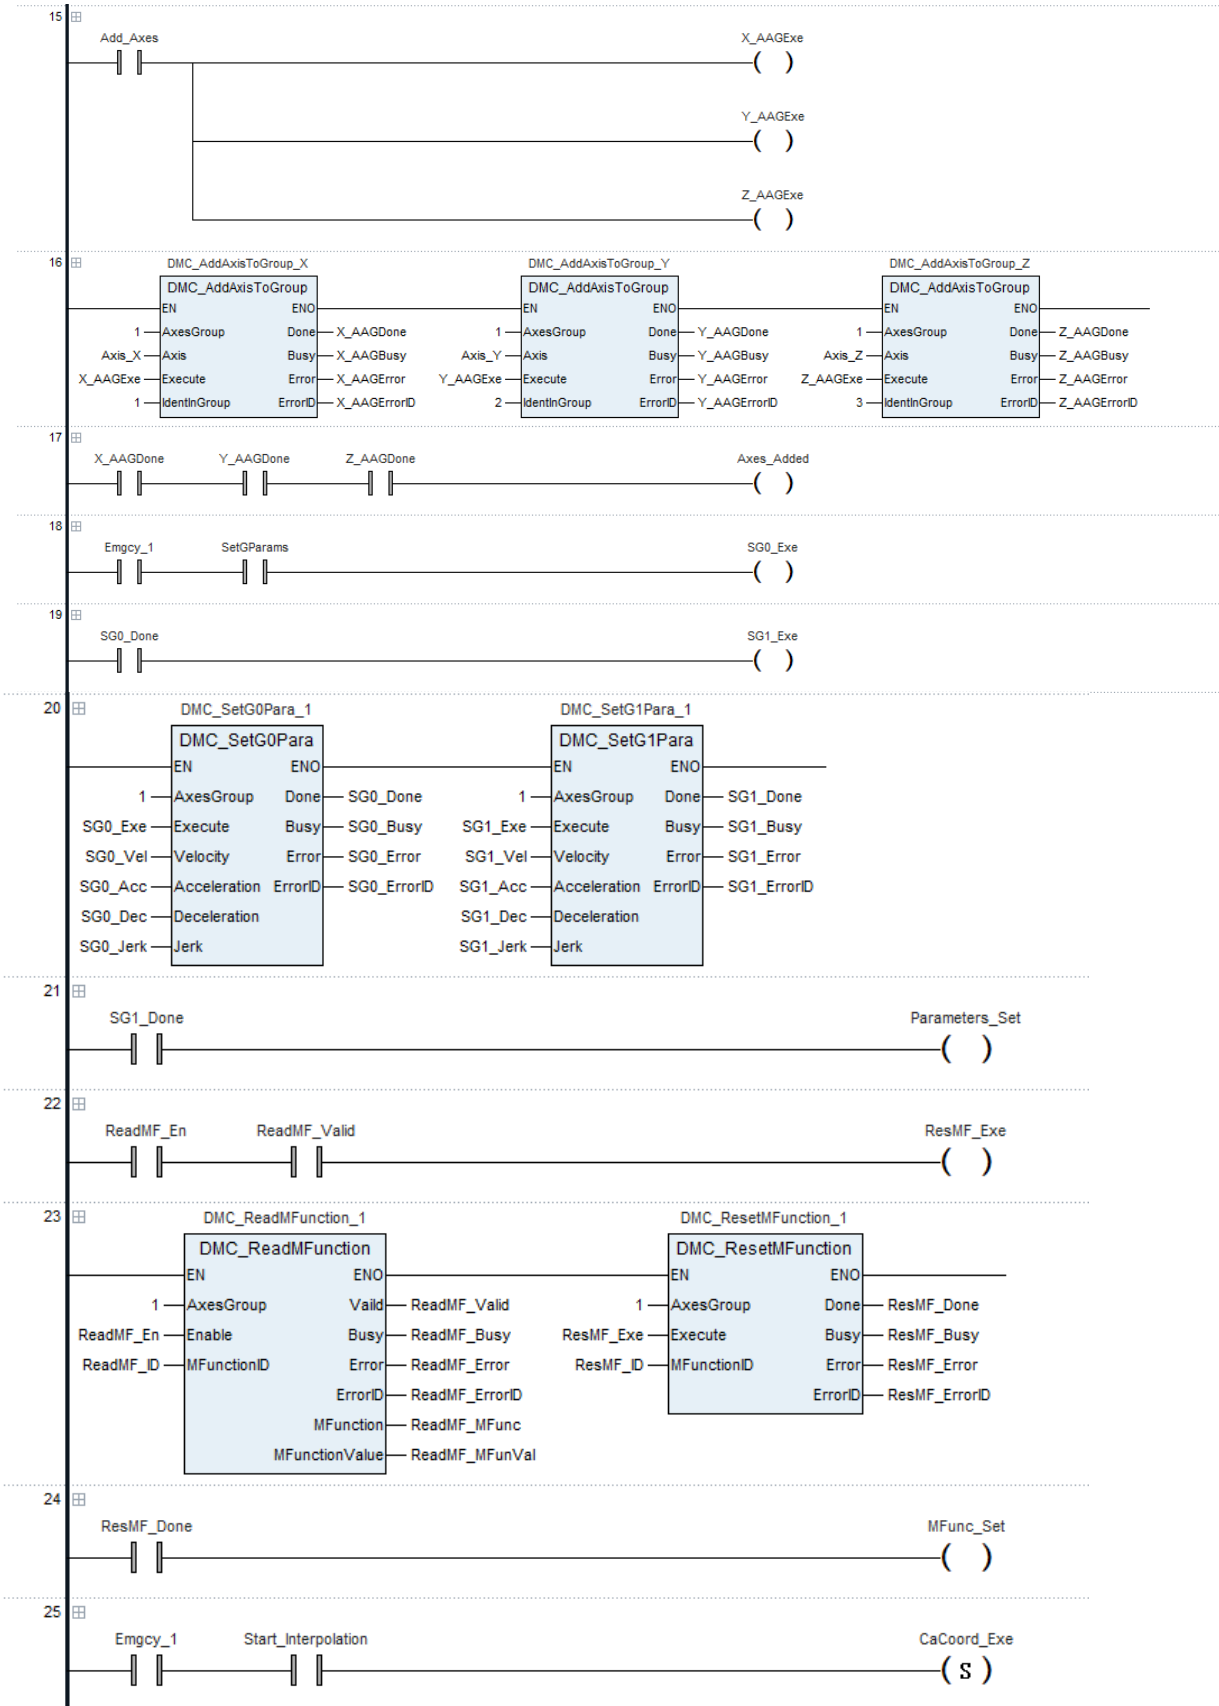 15
Add_Axes X_AAGExe
( )
Y_AAGExe
( )
Z_AAGExe
( )
16
DMC_AddAxisToGroup_X DMC_AddAxisToGroup_Y DMC_AddAxisToGroup_Z
DMC_AddAxisToGroup DMC_AddAxisToGroup DMC_AddAxisToGroup
EN ENO EN ENO EN ENO
1 AxesGroup Done X_AAGDone 1 AxesGroup Done Y_AAGDone 1 AxesGroup Done Z_AAGDone
Axis_X Axis Busy X_AAGBusy Axis_Y Axis Busy Y_AAGBusy Axis_Z Axis Busy Z_AAGBusy
X_AAGExe Execute Error X_AAGError Y_AAGExe Execute Error Y_AAGError Z_AAGExe Execute Error Z_AAGError
1 IdentInGroup ErrorID X_AAGErrorID 2 IdentInGroup ErrorID Y_AAGErrorID 3 IdentInGroup ErrorID Z_AAGErrorID
17
X_AAGDone Y_AAGDone Z_AAGDone Axes_Added
( )
18
Emgcy_1 SetGParams SG0_Exe
( )
19
SG0_Done SG1_Exe
( )
20
DMC_SetG0Para_1 DMC_SetG1Para_1
DMC_SetG0Para DMC_SetG1Para
EN ENO EN ENO
1 AxesGroup Done SG0_Done 1 AxesGroup Done SG1_Done
SG0_Exe Execute Busy SG0_Busy SG1_Exe Execute Busy SG1_Busy
SG0_Vel Velocity Error SG0_Error SG1_Vel Velocity Error SG1_Error
SG0_Acc Acceleration ErrorID SG0_ErrorID SG1_Acc Acceleration ErrorID SG1_ErrorID
SG0_Dec Deceleration SG1_Dec Deceleration
SG0_Jerk Jerk SG1_Jerk Jerk
21
SG1_Done Parameters_Set
( )
22
ReadMF_En ReadMF_Valid ResMF_Exe
( )
23
DMC_ReadMFunction_1 DMC_ResetMFunction_1
DMC_ReadMFunction DMC_ResetMFunction
EN ENO EN ENO
1 AxesGroup Vaild ReadMF_Valid 1 AxesGroup Done ResMF_Done
ReadMF_En Enable Busy ReadMF_Busy ResMF_Exe Execute Busy ResMF_Busy
ReadMF_ID MFunctionID Error ReadMF_Error ResMF_ID MFunctionID Error ResMF_Error
ErrorID ReadMF_ErrorID ErrorID ResMF_ErrorID
MFunction ReadMF_MFunc
MFunctionValue ReadMF_MFunVal
24
ResMF_Done MFunc_Set
( )
25
Emgcy_1 Start_Interpolation CaCoord_Exe
( S )